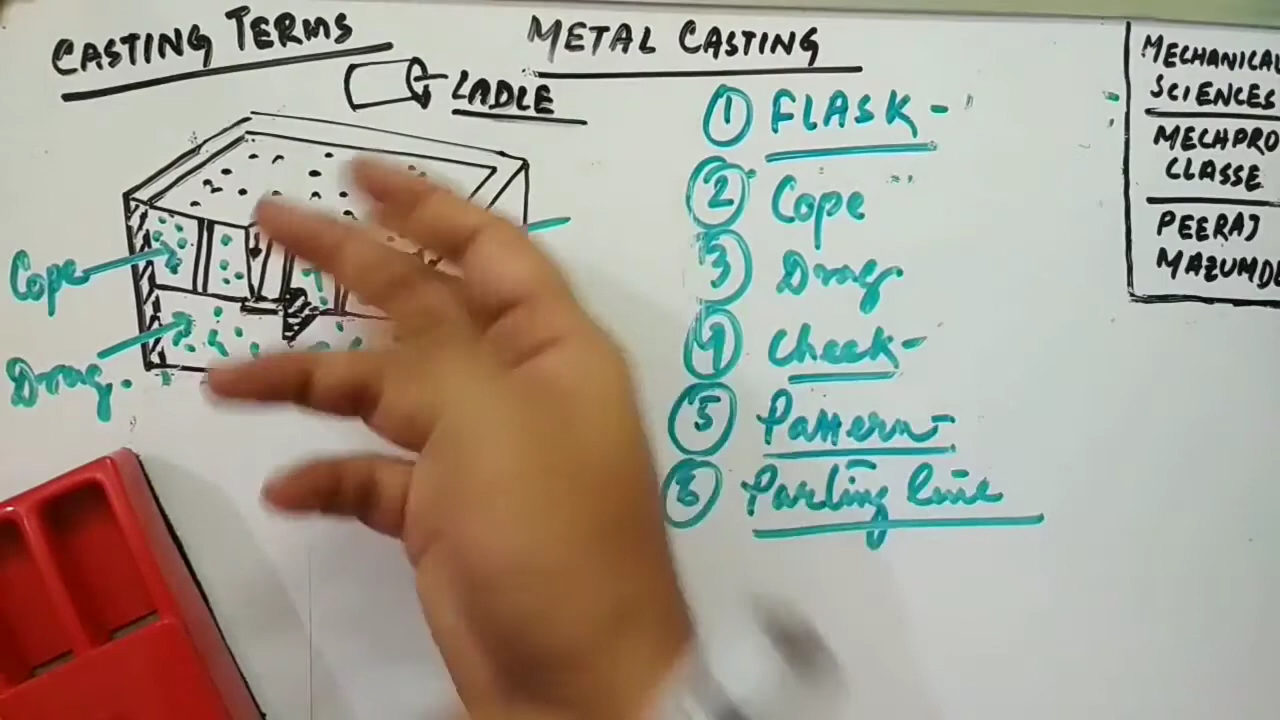 CASTING TERMS
METAL CASTING
LADLE
① FLASK -
② Cope
③ Drag
④ Cheek -
⑤ Pattern -
⑥ Parting line
Cope
Drag.
MECHANICAL
SCIENCES
MECHPRO
CLASSE
PEERAJ
MAZUMDE